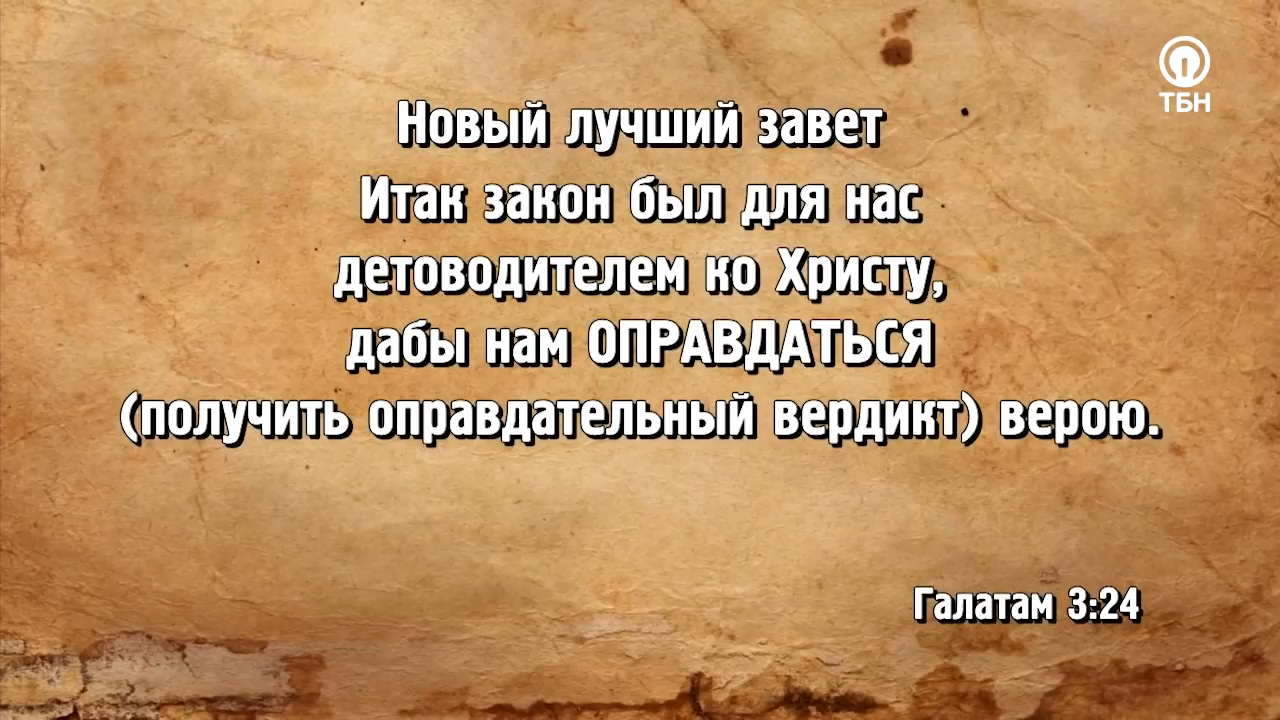 ТБН
Новый лучший завет
Итак закон был для нас
детоводителем ко Христу,
дабы нам ОПРАВДАТЬСЯ
(получить оправдательный вердикт) верою.
Галатам 3:24